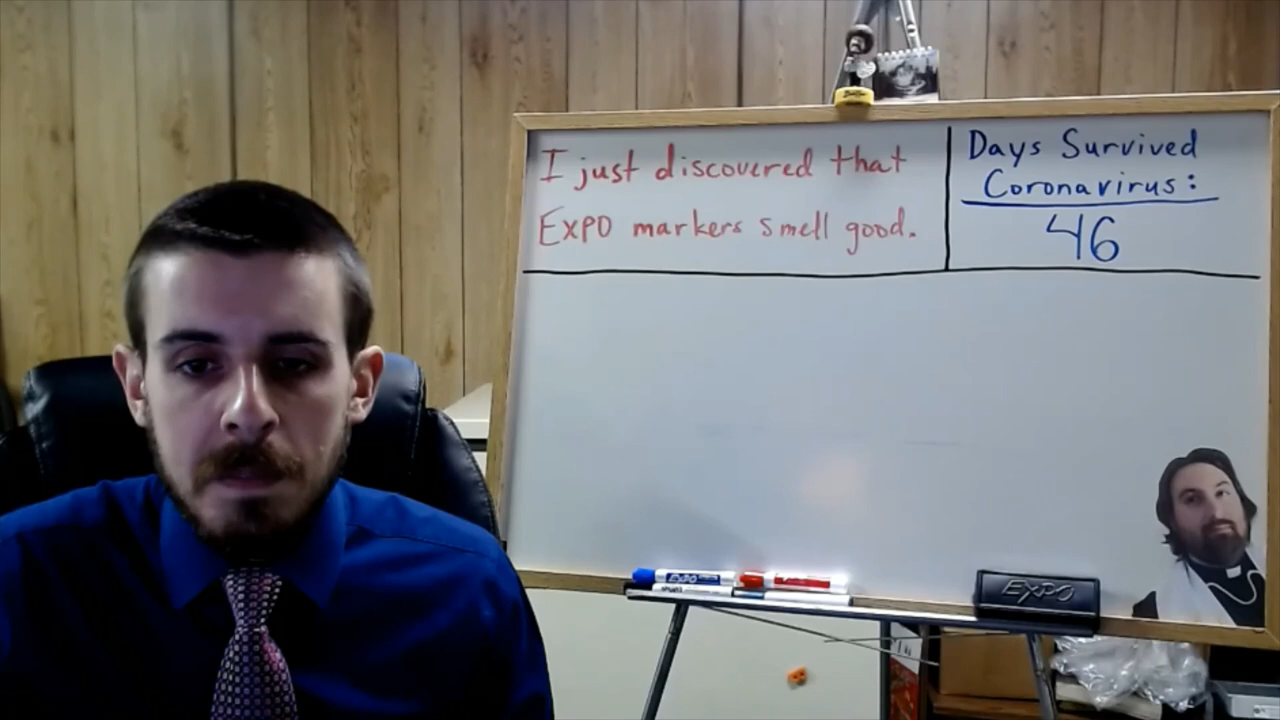 I just discovered that
EXPO markers smell good.
Days Survived
Coronavirus:
46
EXPO
EXPO